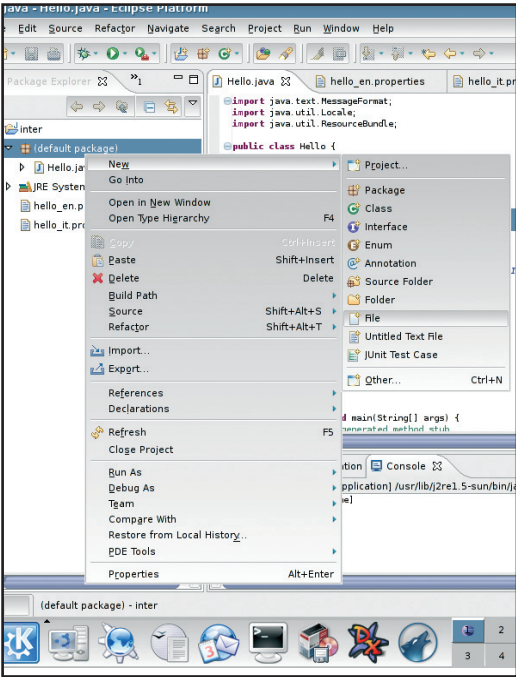 java - Hello.java - Eclipse Platform
Edit Source Refactor Navigate Search Project Run Window Help
Package Explorer
1
Hello.java
hello_en.properties
hello_it.pr
inter
(default package)
Hello.ja
JRE System
hello_en.p
hello_it.pro
import java.text.MessageFormat;
import java.util.Locale;
import java.util.ResourceBundle;
public class Hello {
New
Go Into
Open in New Window
Open Type Hierarchy F4
Copy Ctrl+Insert
Paste Shift+Insert
Delete Delete
Build Path
Source Shift+Alt+S
Refactor Shift+Alt+T
Import...
Export...
References
Declarations
Refresh F5
Close Project
Run As
Debug As
Team
Compare With
Restore from Local History...
PDE Tools
Properties Alt+Enter
Project...
Package
Class
Interface
Enum
Annotation
Source Folder
Folder
File
Untitled Text File
JUnit Test Case
Other... Ctrl+N
d main(String[] args) {
generated method stub
ation
Console
pplication] /usr/lib/j2re1.5-sun/bin/ja
e]
(default package) - inter
3
2
3 4